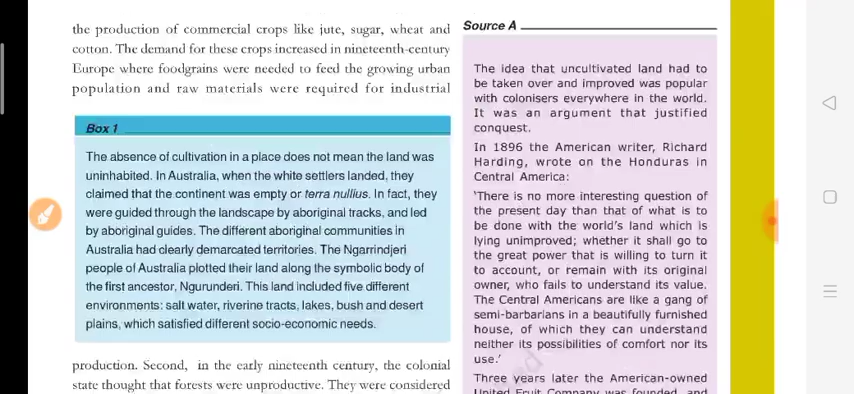 the production of commercial crops like jute, sugar, wheat and
cotton. The demand for these crops increased in nineteenth-century
Europe where foodgrains were needed to feed the growing urban
population and raw materials were required for industrial
Box 1
The absence of cultivation in a place does not mean the land was
uninhabited. In Australia, when the white settlers landed, they
claimed that the continent was empty or terra nullius. In fact, they
were guided through the landscape by aboriginal tracks, and led
by aboriginal guides. The different aboriginal communities in
Australia had clearly demarcated territories. The Ngarrindjeri
people of Australia plotted their land along the symbolic body of
the first ancestor, Ngurunderi. This land included five different
environments: salt water, riverine tracts, lakes, bush and desert
plains, which satisfied different socio-economic needs.
production. Second, in the early nineteenth century, the colonial
state thought that forests were unproductive. They were considered
Source A
The idea that uncultivated land had to
be taken over and improved was popular
with colonisers everywhere in the world.
It was an argument that justified
conquest.
In 1896 the American writer, Richard
Harding, wrote on the Honduras in
Central America:
'There is no more interesting question of
the present day than that of what is to
be done with the world's land which is
lying unimproved; whether it shall go to
the great power that is willing to turn it
to account, or remain with its original
owner, who fails to understand its value.
The Central Americans are like a gang of
semi-barbarians in a beautifully furnished
house, of which they can understand
neither its possibilities of comfort nor its
use.'
Three years later the American-owned
United Fruit Company was founded, and